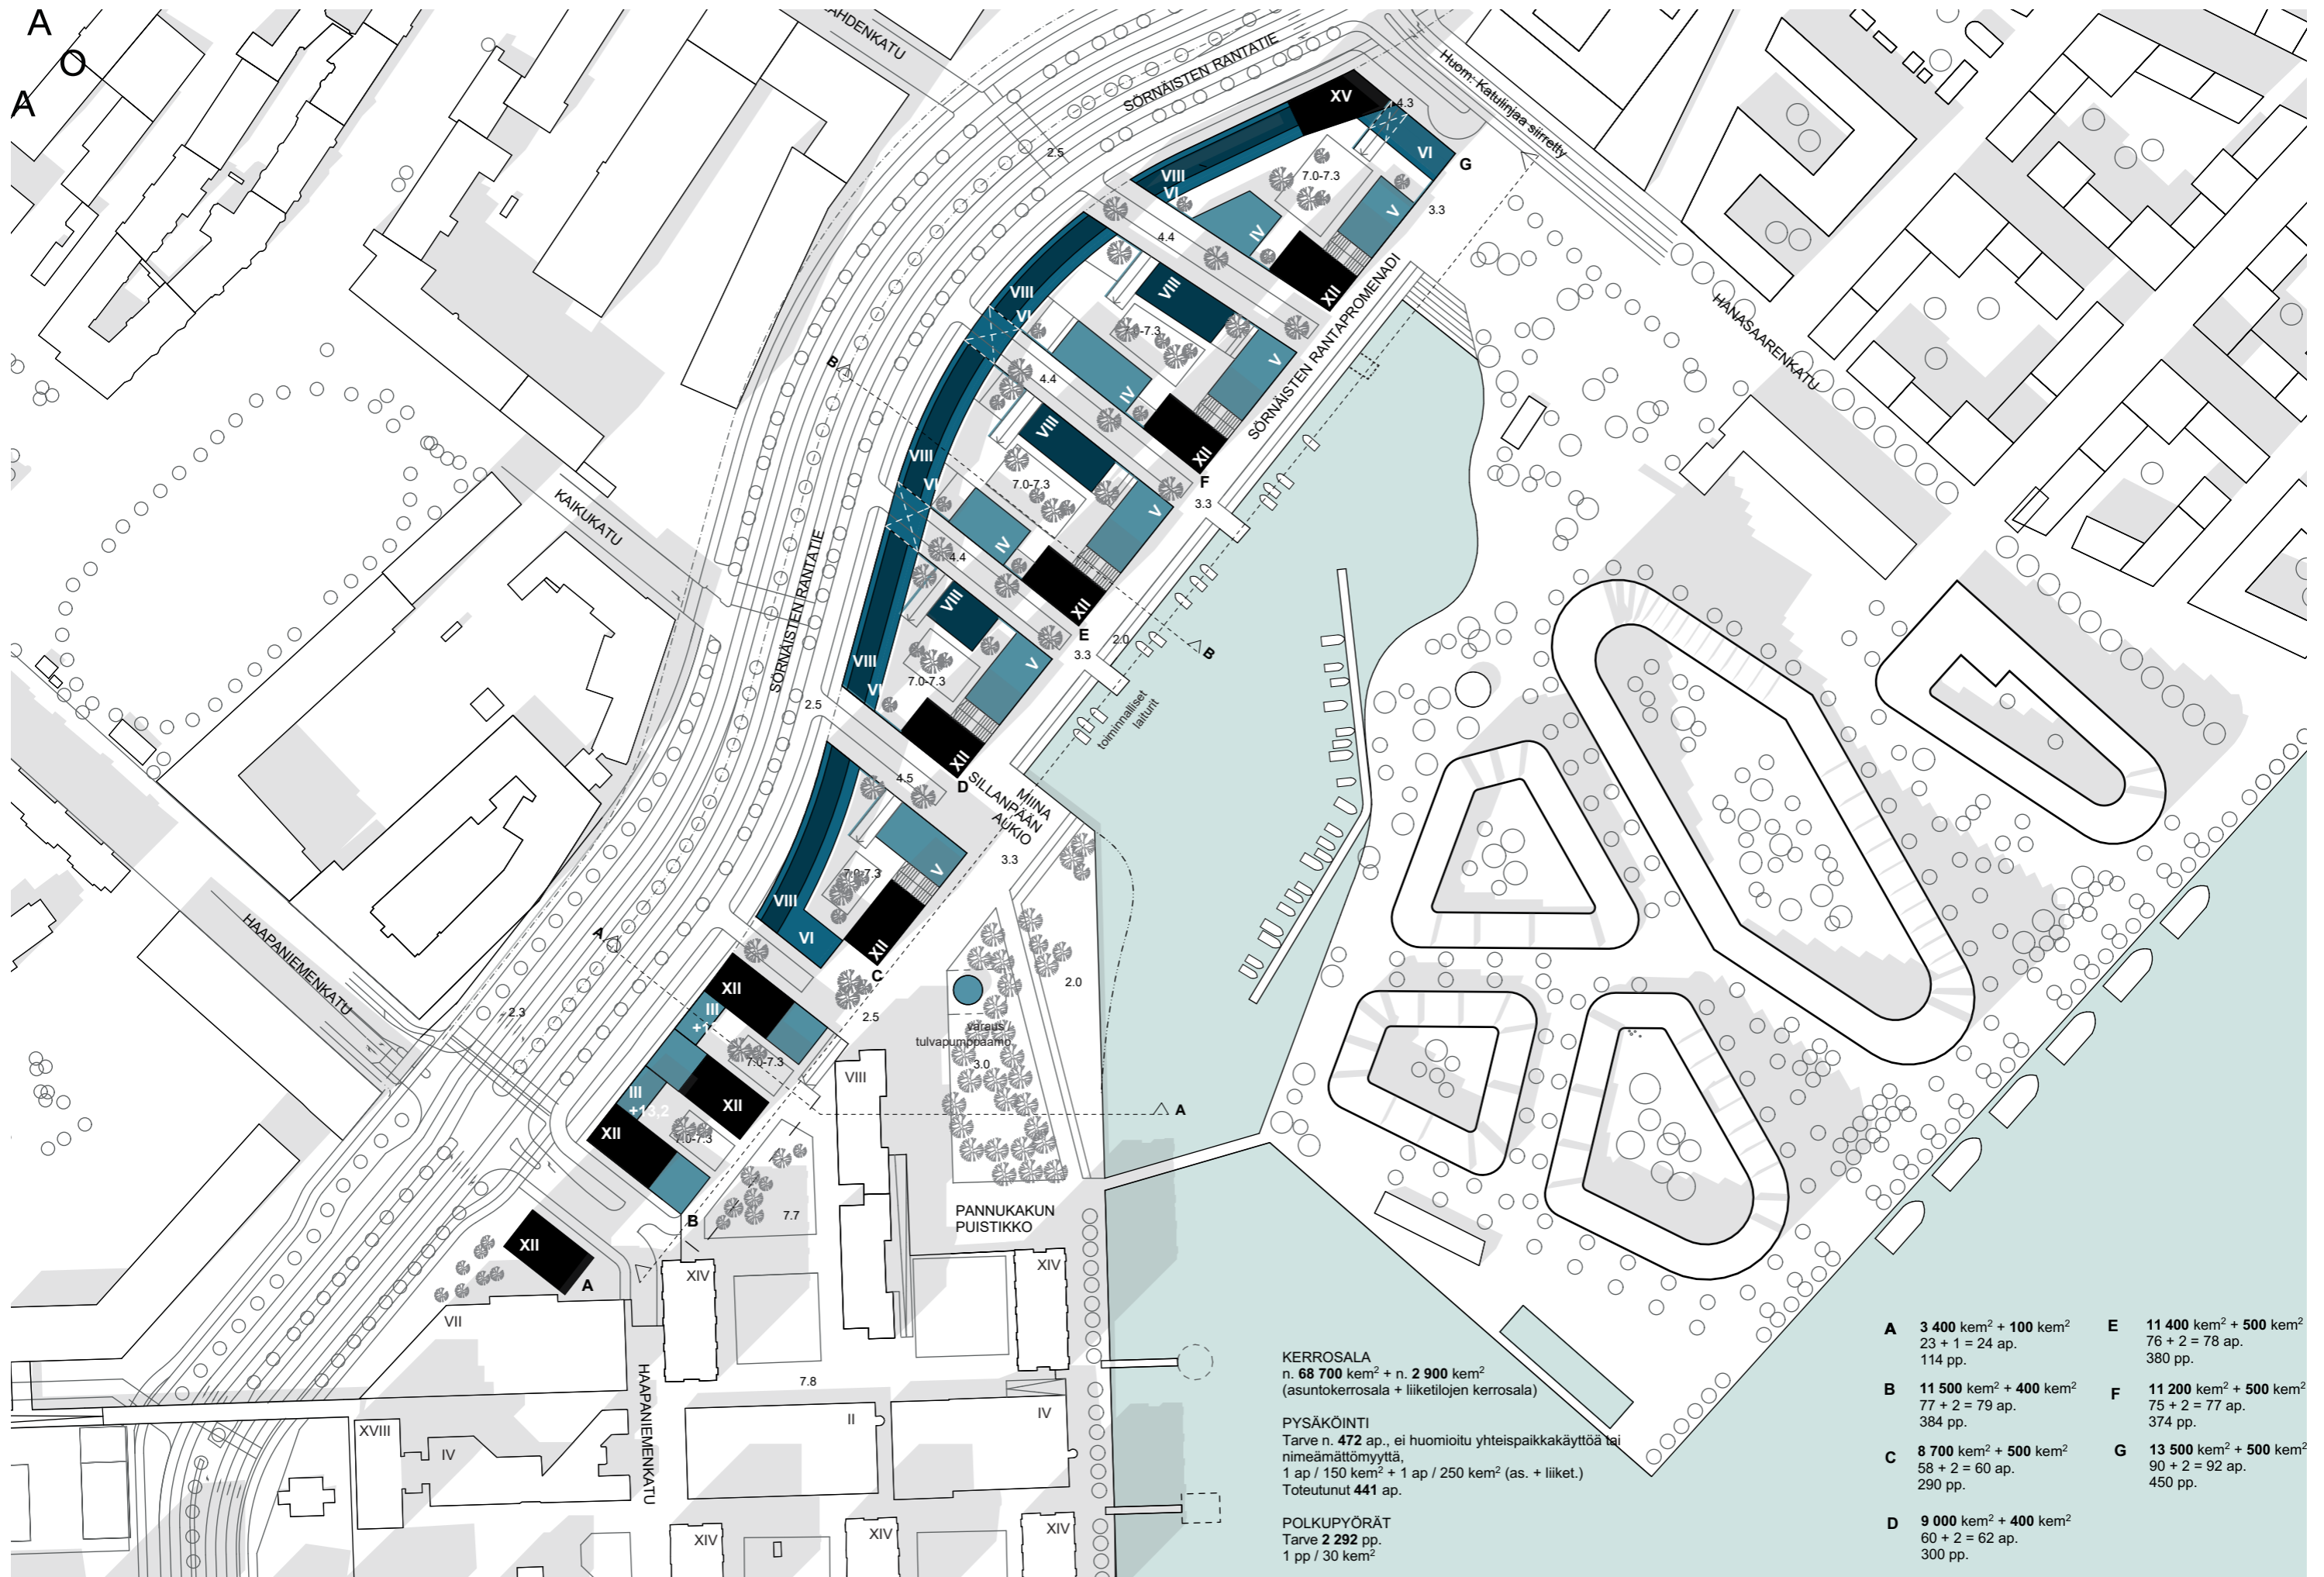 A
O
A
AHDENKATU
SÖRNÄISTEN RANTATIE
Huom: Katulinjaa siirretty
XV
4.3
VI
G
2.5
VIII
VI
7.0-7.3
V
3.3
IV
4.4
XII
VIII
VIII
VI
7.3
V
SÖRNÄISTEN RANTAPROMENADI
HANASAARENKATU
B
4.4
IV
VIII
XII
VIII
VI
7.0-7.3
F
3.3
V
KAIKUKATU
IV
4.4
XII
E
VIII
2.0
B
3.3
V
SÖRNÄISTEN RANTATIE
VIII
VI
7.0-7.3
2.5
toiminnalliset
laiturit
XII
4.5
D
MIINA
SILLANPÄÄN
AUKIO
3.3
7.0-7.3
V
VIII
VI
XII
C
HAAPANIEMENKATU
A
2.3
XII
III
2.5
2.0
varaus /
tulvapumppaamo
3.0
7.0-7.3
VIII
III
+13,2
XII
XII
7.0-7.3
A
B
7.7
PANNUKAKUN
PUISTIKKO
XII
A
XIV
XIV
VII
HAAPANIEMENKATU
7.8
II
IV
XVIII
IV
XIV
XIV
XIV
KERROSALA
n. 68 700 kem² + n. 2 900 kem²
(asuntokerrosala + liiketilojen kerrosala)
PYSÄKÖINTI
Tarve n. 472 ap., ei huomioitu yhteispaikkakäyttöä tai
nimeämättömyyttä,
1 ap / 150 kem² + 1 ap / 250 kem² (as. + liiket.)
Toteutunut 441 ap.
POLKUPYÖRÄT
Tarve 2 292 pp.
1 pp / 30 kem²
A 3 400 kem² + 100 kem²
23 + 1 = 24 ap.
114 pp.
B 11 500 kem² + 400 kem²
77 + 2 = 79 ap.
384 pp.
C 8 700 kem² + 500 kem²
58 + 2 = 60 ap.
290 pp.
D 9 000 kem² + 400 kem²
60 + 2 = 62 ap.
300 pp.
E 11 400 kem² + 500 kem²
76 + 2 = 78 ap.
380 pp.
F 11 200 kem² + 500 kem²
75 + 2 = 77 ap.
374 pp.
G 13 500 kem² + 500 kem²
90 + 2 = 92 ap.
450 pp.